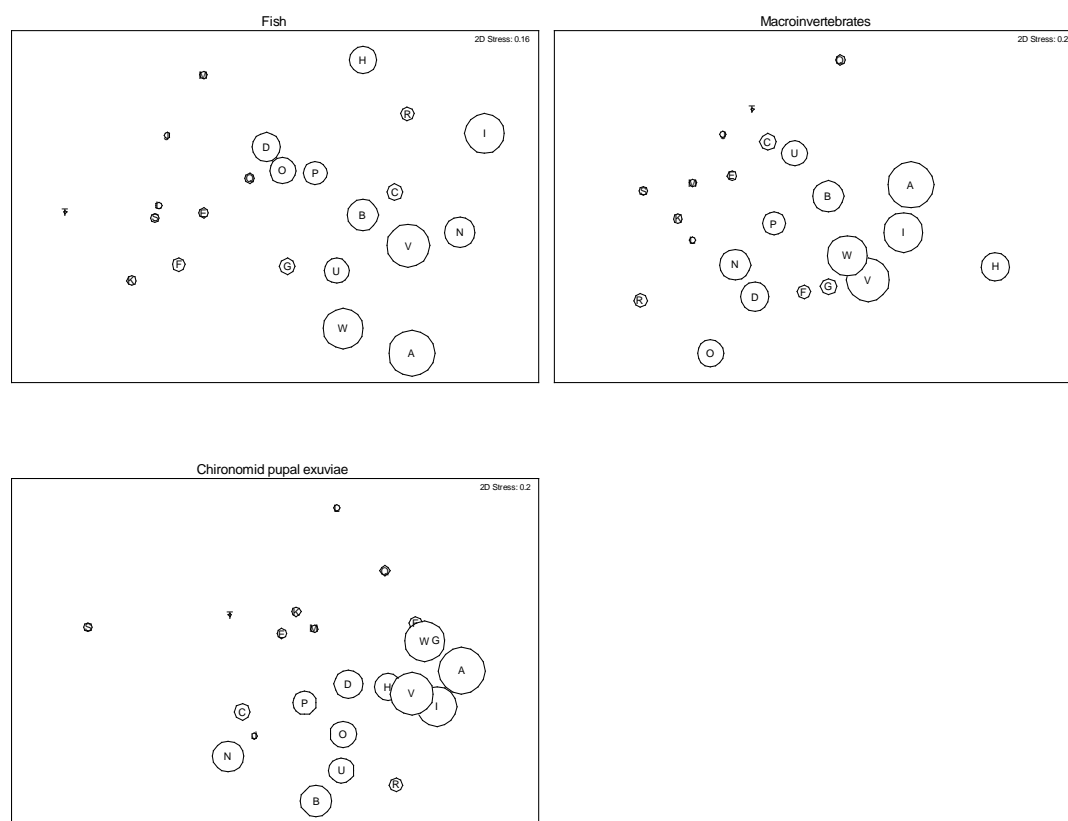 Fish
2D Stress: 0.16
H
M
R
I
J
D
O
P
Q
C
L
T
E
B
S
N
V
F
G
U
K
W
A
Macroinvertebrates
2D Stress: 0.2
Q
T
J
C
U
E
M
A
S
B
K
P
I
L
W
N
H
V
G
F
D
R
O
Chironomid pupal exuviae
2D Stress: 0.2
L
Q
K
T
F
S
M
E
W
G
A
D
H
V
P
I
C
O
J
N
U
R
B